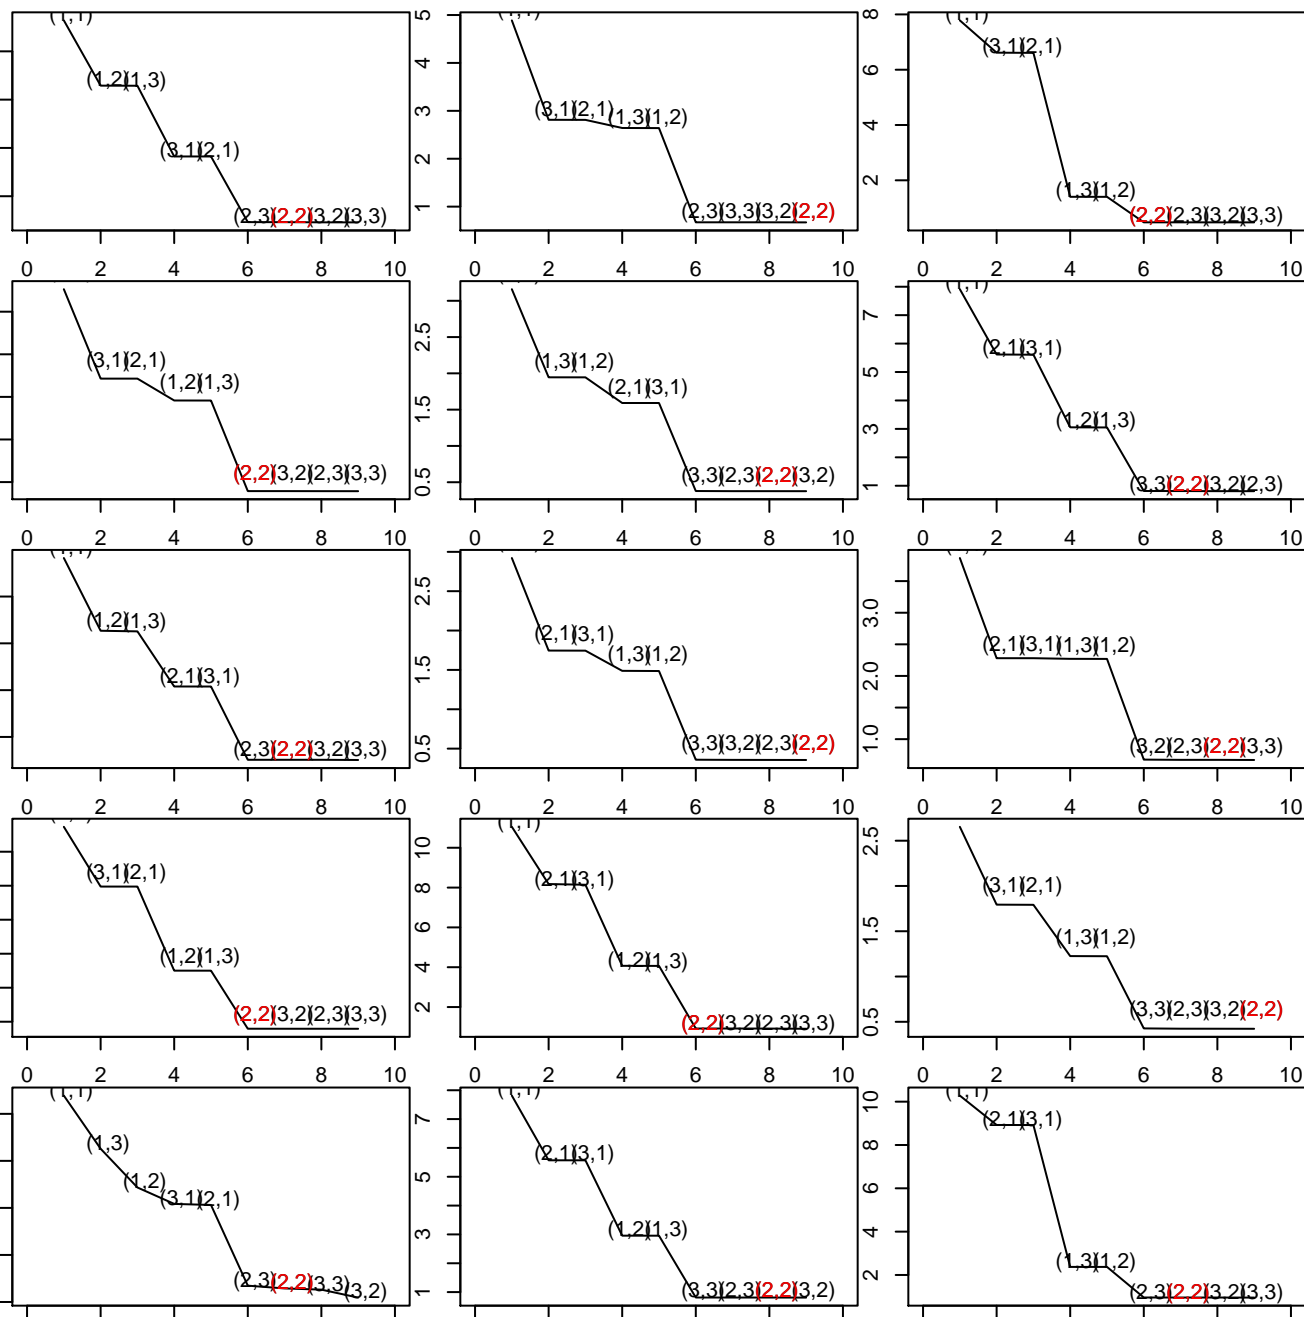 (1,1) 5 (1,1) 8 (1,1)
(1,2)(1,3) 4 (3,1)(2,1) 6 (3,1)(2,1)
(3,1)(2,1) 3 (1,3)(1,2) 4 (1,3)(1,2)
2 2
(2,3)(2,2)(3,2)(3,3) 1 (2,3)(3,3)(3,2)(2,2) (2,2)(2,3)(3,2)(3,3)
0 2 4 6 8 10 0 2 4 6 8 10 0 2 4 6 8 10
(1,1)
(3,1)(2,1) 2.5 (1,3)(1,2) 7 (2,1)(3,1)
(1,2)(1,3) 1.5 (2,1)(3,1) 5 (1,2)(1,3)
3
(2,2)(3,2)(2,3)(3,3) 0.5 (3,3)(2,3)(2,2)(3,2) 1 (3,3)(2,2)(3,2)(2,3)
0 2 4 6 8 10 0 2 4 6 8 10 0 2 4 6 8 10
(1,1)
(1,2)(1,3) 2.5 (2,1)(3,1) 3.0 (2,1)(3,1)(1,3)(1,2)
(2,1)(3,1) 1.5 (1,3)(1,2) 2.0
(2,3)(2,2)(3,2)(3,3) 0.5 (3,3)(3,2)(2,3)(2,2) 1.0 (3,2)(2,3)(2,2)(3,3)
0 2 4 6 8 10 0 2 4 6 8 10 0 2 4 6 8 10
(1,1)
(3,1)(2,1) 10 (2,1)(3,1) 2.5 (3,1)(2,1)
(1,2)(1,3) 8 (1,2)(1,3) 1.5 (1,3)(1,2)
6
4
(2,2)(3,2)(2,3)(3,3) 2 (2,2)(3,2)(2,3)(3,3) 0.5 (3,3)(2,3)(3,2)(2,2)
0 2 4 6 8 10 0 2 4 6 8 10 0 2 4 6 8 10
(1,1) (1,1) 10 (1,1)
(1,3) 7 (2,1)(3,1) 8 (2,1)(3,1)
(1,2) 5 6
(3,1)(2,1) 3 (1,2)(1,3) 4 (1,3)(1,2)
(2,3)(2,2)(3,3)(3,2) 1 (3,3)(2,3)(2,2)(3,2) 2 (2,3)(2,2)(3,2)(3,3)